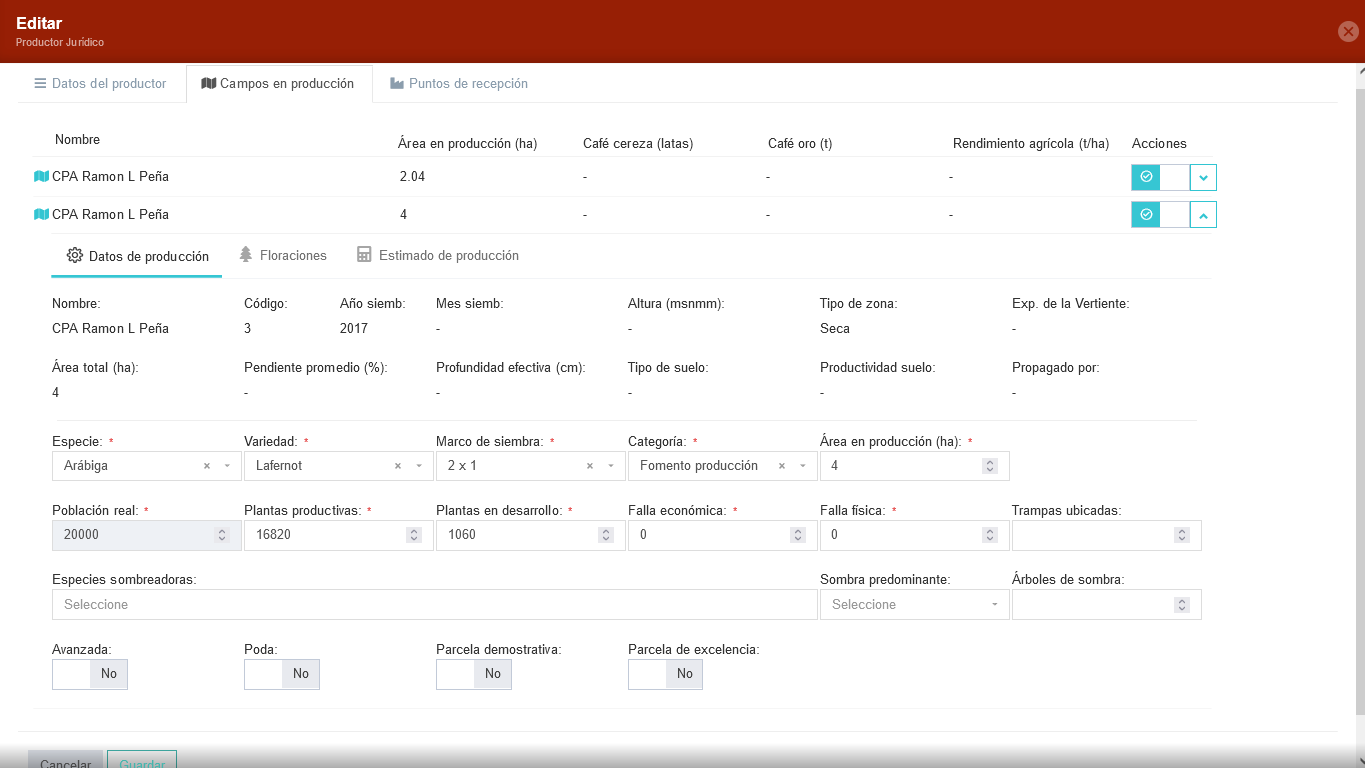 Editar
Productor Jurídico
Datos del productor Campos en producción Puntos de recepción
Nombre Área en producción (ha) Café cereza (latas) Café oro (t) Rendimiento agrícola (t/ha) Acciones
CPA Ramon L Peña 2.04 - - -
CPA Ramon L Peña 4 - - -
Datos de producción Floraciones Estimado de producción
Nombre: Código: Año siemb: Mes siemb: Altura (msnmm): Tipo de zona: Exp. de la Vertiente:
CPA Ramon L Peña 3 2017 - - Seca -
Área total (ha): Pendiente promedio (%): Profundidad efectiva (cm): Tipo de suelo: Productividad suelo: Propagado por:
4 - - - - -
Especie: * Variedad: * Marco de siembra: * Categoría: * Área en producción (ha): *
Arábiga × Lafernot × 2 x 1 × Fomento producción × 4
Población real: * Plantas productivas: * Plantas en desarrollo: * Falla económica: * Falla física: * Trampas ubicadas:
20000 16820 1060 0 0
Especies sombreadoras: Sombra predominante: Árboles de sombra:
Seleccione Seleccione
Avanzada: Poda: Parcela demostrativa: Parcela de excelencia:
No No No No
Cancelar Guardar